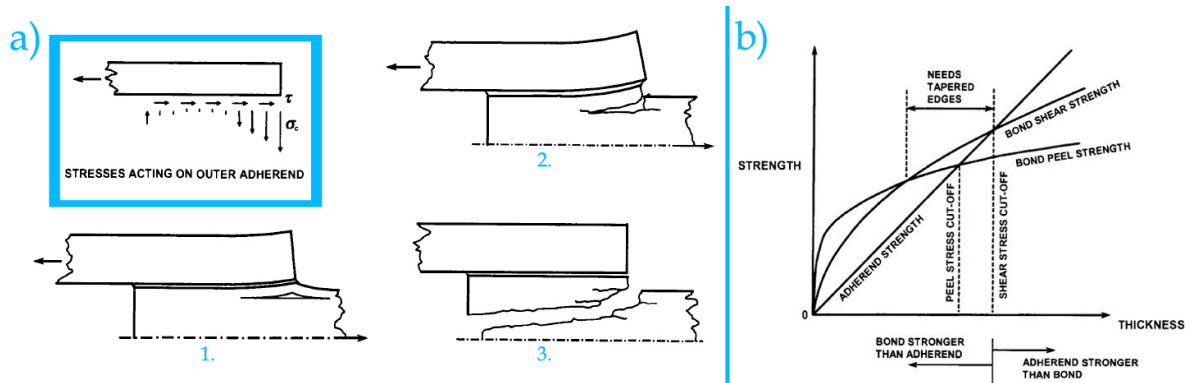 a)
τ
σc
STRESSES ACTING ON OUTER ADHEREND
2.
1.
3.
b)
NEEDS
TAPERED
EDGES
BOND SHEAR STRENGTH
BOND PEEL STRENGTH
STRENGTH
ADHEREND STRENGTH
PEEL STRESS CUT-OFF
SHEAR STRESS CUT-OFF
0
THICKNESS
BOND STRONGER
THAN ADHEREND
ADHEREND STRONGER
THAN BOND